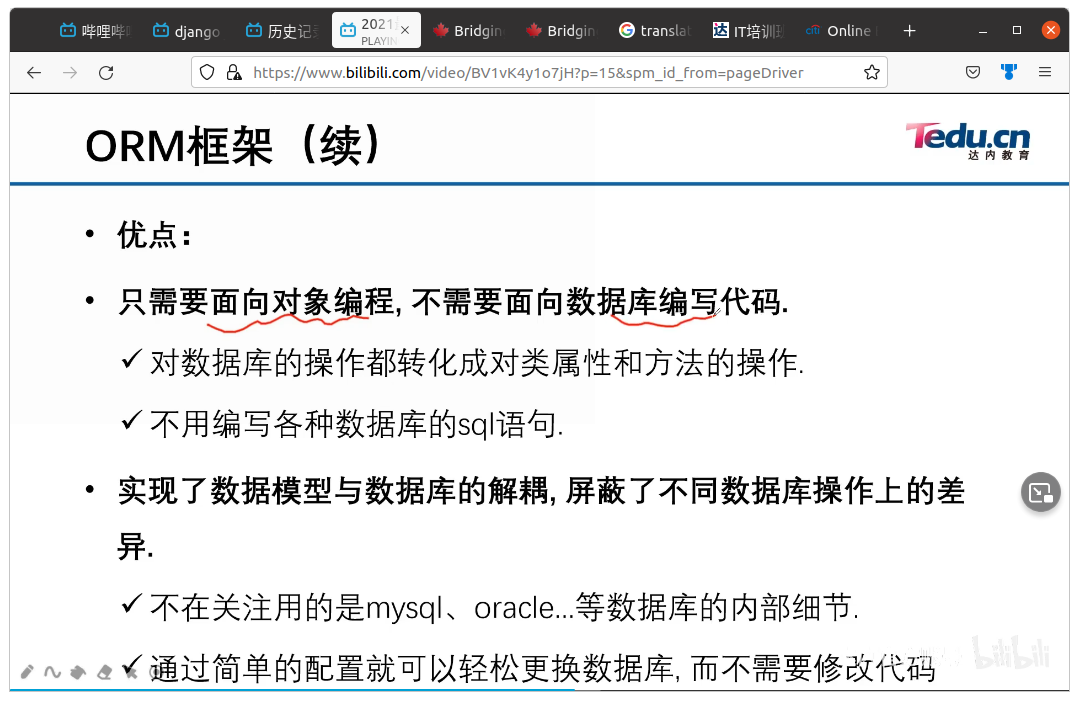 哔哩哔
django
历史记
2021
PLAYIN
Bridgin
Bridgin
translat
IT培训
Online
https://www.bilibili.com/video/BV1vK4y1o7jH?p=15&spm_id_from=pageDriver
ORM框架（续）
Tedu.cn
达内教育
• 优点：
• 只需要面向对象编程, 不需要面向数据库编写代码.
✓ 对数据库的操作都转化成对类属性和方法的操作.
✓ 不用编写各种数据库的sql语句.
• 实现了数据模型与数据库的解耦, 屏蔽了不同数据库操作上的差
异.
✓ 不在关注用的是mysql、oracle...等数据库的内部细节.
✓ 通过简单的配置就可以轻松更换数据库, 而不需要修改代码
bilibili